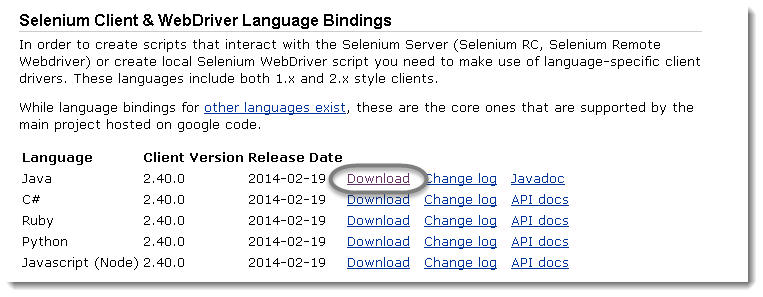 Selenium Client & WebDriver Language Bindings
In order to create scripts that interact with the Selenium Server (Selenium RC, Selenium Remote
Webdriver) or create local Selenium WebDriver script you need to make use of language-specific client
drivers. These languages include both 1.x and 2.x style clients.
While language bindings for other languages exist, these are the core ones that are supported by the
main project hosted on google code.
Language Client Version Release Date
Java 2.40.0 2014-02-19 Download Change log Javadoc
C# 2.40.0 2014-02-19 Download Change log API docs
Ruby 2.40.0 2014-02-19 Download Change log API docs
Python 2.40.0 2014-02-19 Download Change log API docs
Javascript (Node) 2.40.0 2014-02-19 Download Change log API docs